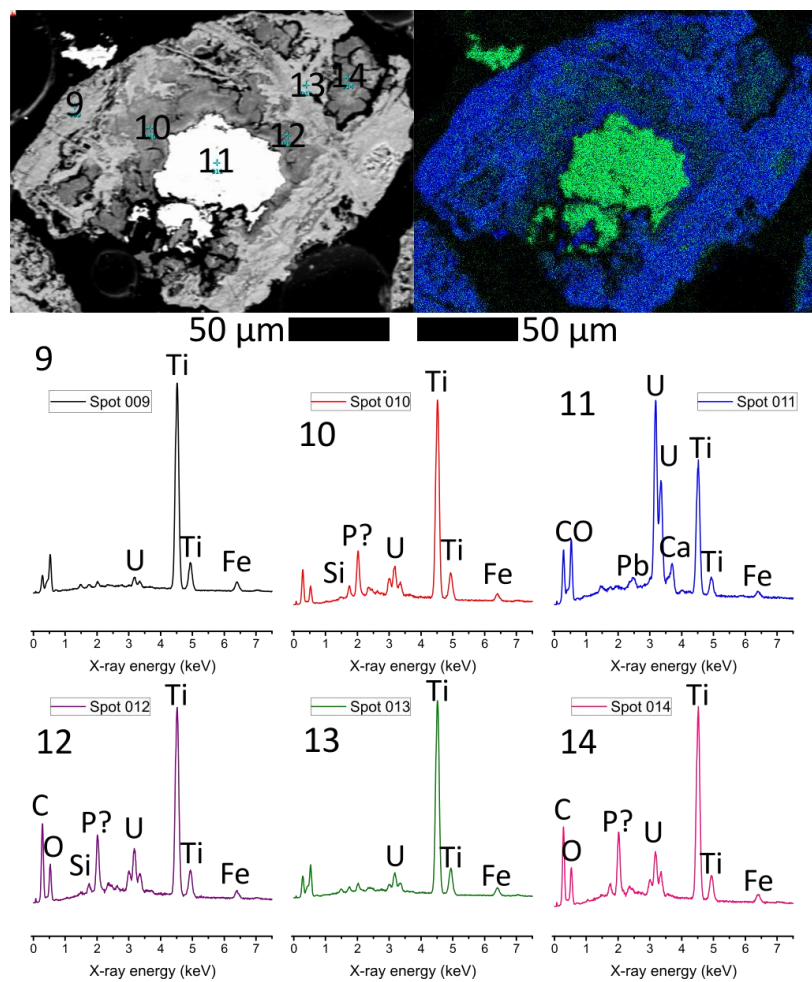 9
10
11
12
13
14
50 µm
50 µm
9
Ti
Spot 009
U
Ti
Fe
0 1 2 3 4 5 6 7
X-ray energy (keV)
10
Ti
Spot 010
P?
Si
U
Ti
Fe
0 1 2 3 4 5 6 7
X-ray energy (keV)
11
U
Spot 011
U
Ti
CO
Pb
Ca
Ti
Fe
0 1 2 3 4 5 6 7
X-ray energy (keV)
12
Ti
Spot 012
C
O
Si
P?
U
Ti
Fe
0 1 2 3 4 5 6 7
X-ray energy (keV)
13
Ti
Spot 013
U
Ti
Fe
0 1 2 3 4 5 6 7
X-ray energy (keV)
14
Ti
Spot 014
C
O
P?
U
Ti
Fe
0 1 2 3 4 5 6 7
X-ray energy (keV)